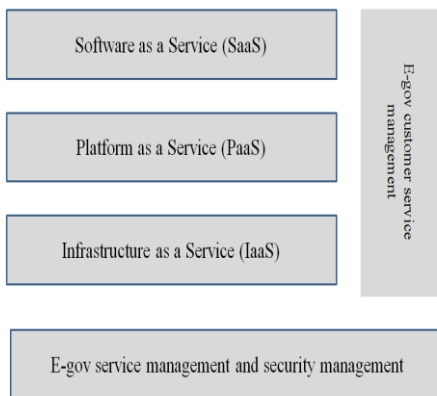 Software as a Service (SaaS)
Platform as a Service (PaaS)
Infrastructure as a Service (IaaS)
E-gov customer service
management
E-gov service management and security management